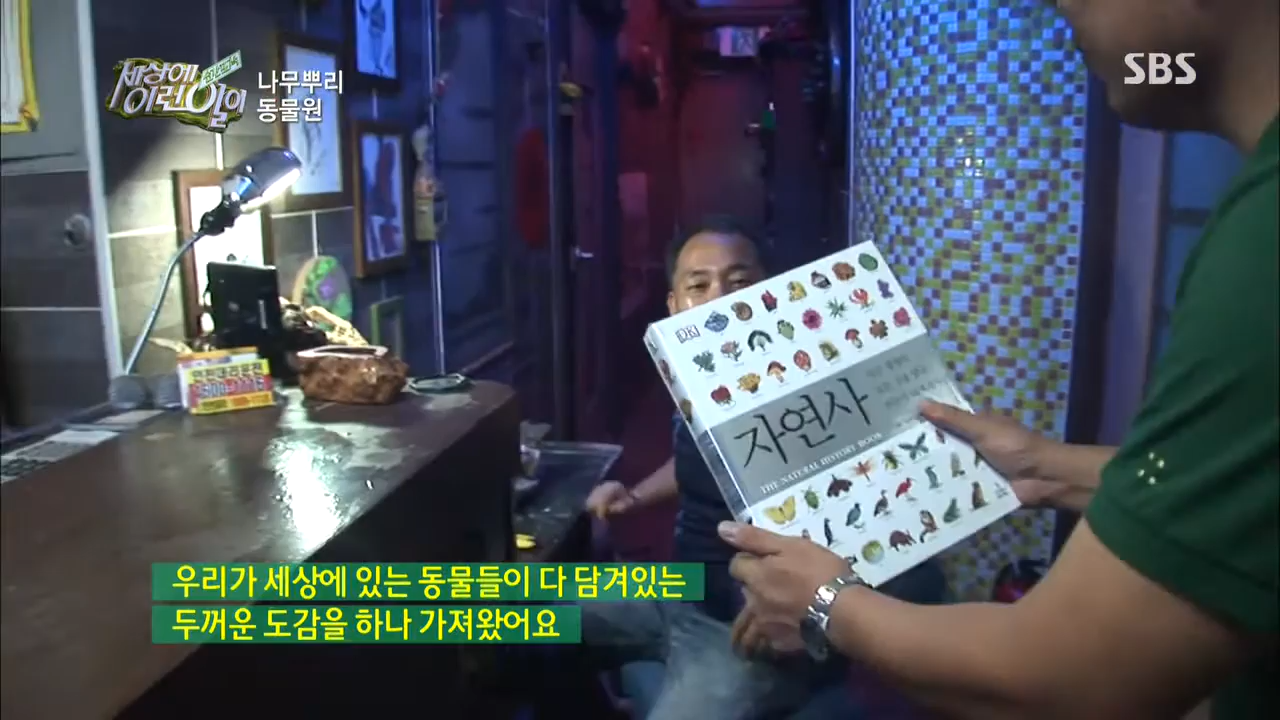 세상에
이런일이
나무뿌리
동물원
SBS
DK
자연사
THE NATURAL HISTORY BOOK
우리가 세상에 있는 동물들이 다 담겨있는
두꺼운 도감을 하나 가져왔어요